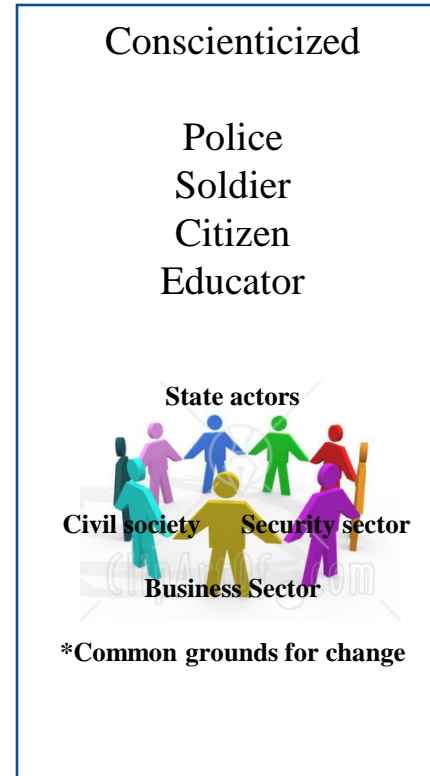 Conscienticized
Police
Soldier
Citizen
Educator
State actors
Civil society Security sector
Business Sector
*Common grounds for change